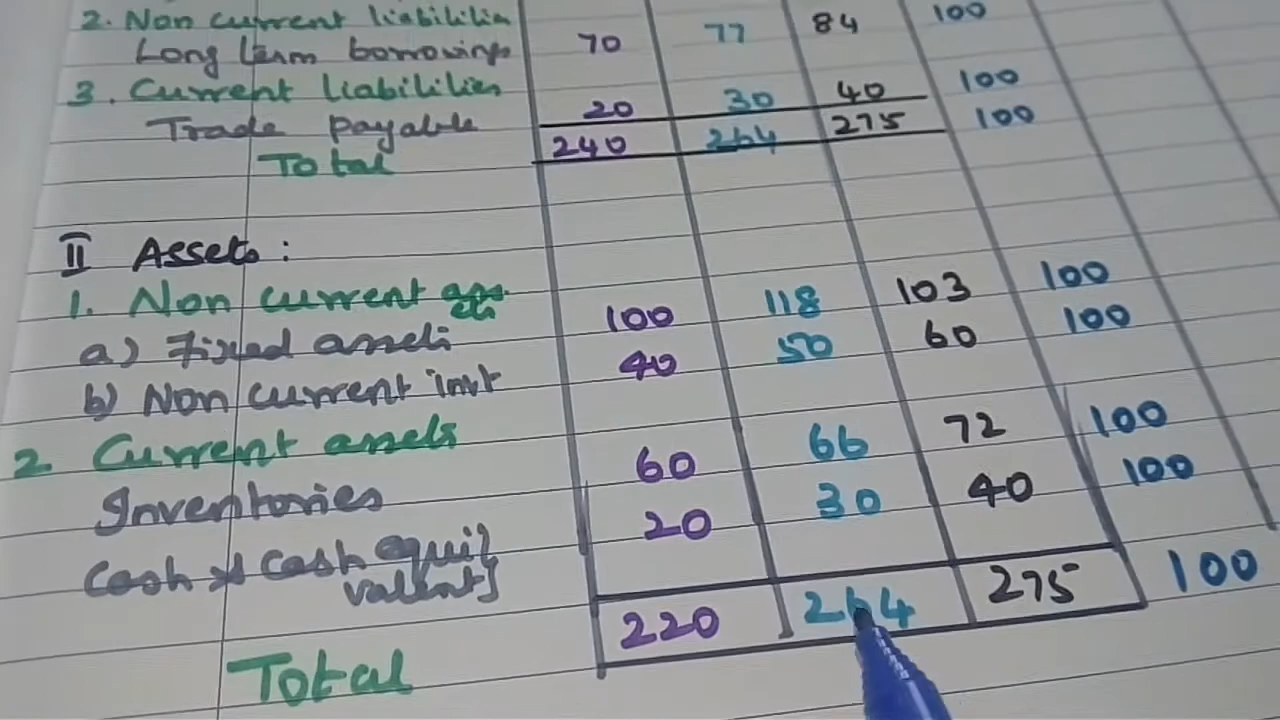 2. Non current liabilities 100
Long term borrowings 70 77 84
3. Current liabilities 100
Trade payable 20 30 40 100
Total 240 264 275
II Assets:
1. Non current assets
a) Fixed assets 100 118 103 100
b) Non current invt 40 50 60 100
2. Current assets
Inventories 60 66 72 100
Cash & cash equi 20 30 40 100
valents
Total 220 264 275 100